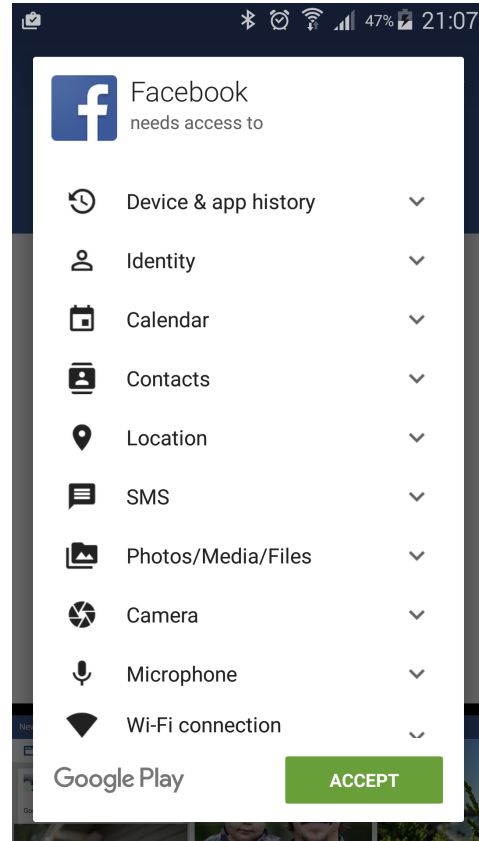 47% 21:07
Facebook
needs access to
Device & app history
Identity
Calendar
Contacts
Location
SMS
Photos/Media/Files
Camera
Microphone
Wi-Fi connection
Google Play
ACCEPT